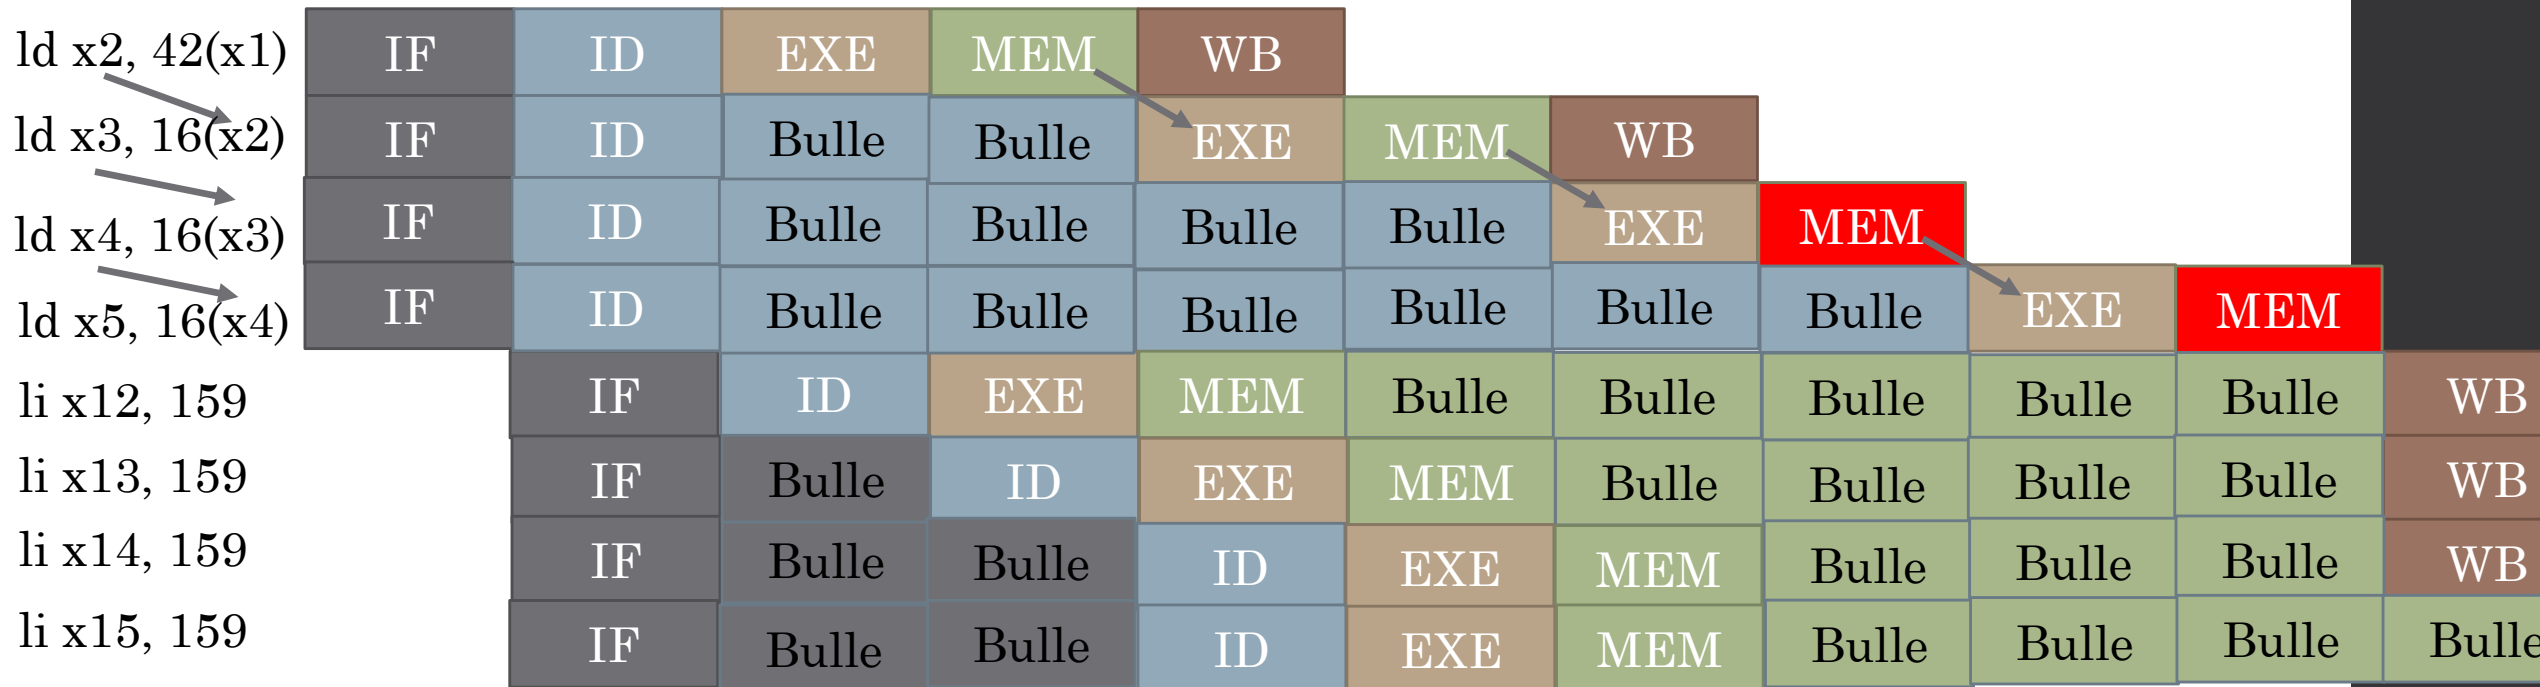 ld x2, 42(x1) IF ID EXE MEM WB
ld x3, 16(x2) IF ID Bulle Bulle EXE MEM WB
ld x4, 16(x3) IF ID Bulle Bulle Bulle Bulle EXE MEM
ld x5, 16(x4) IF ID Bulle Bulle Bulle Bulle Bulle Bulle EXE MEM
li x12, 159 IF ID EXE MEM Bulle Bulle Bulle Bulle Bulle WB
li x13, 159 IF Bulle ID EXE MEM Bulle Bulle Bulle Bulle WB
li x14, 159 IF Bulle Bulle ID EXE MEM Bulle Bulle Bulle WB
li x15, 159 IF Bulle Bulle ID EXE MEM Bulle Bulle Bulle Bulle